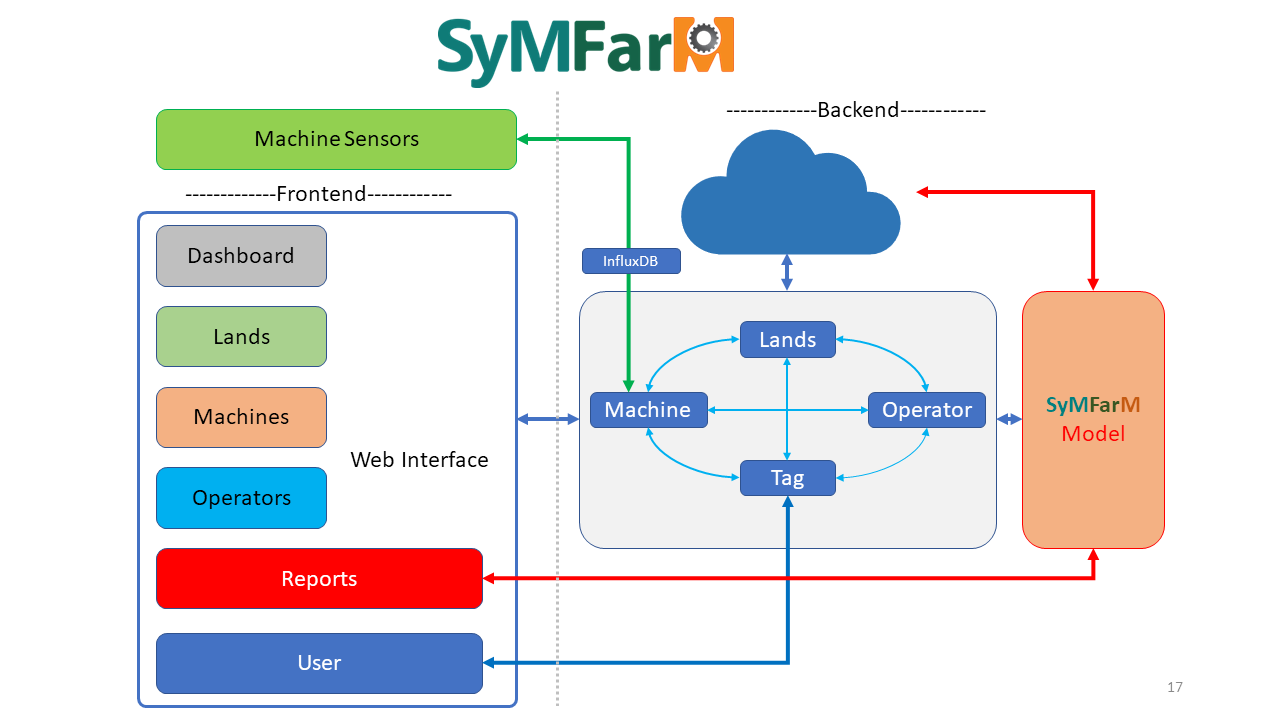 SyMFarM
-------------Backend------------
Machine Sensors
-------------Frontend------------
Dashboard
InfluxDB
Lands
Lands
Machine
Operator
Machines
SyMFarM
Model
Web Interface
Tag
Operators
Reports
User
17